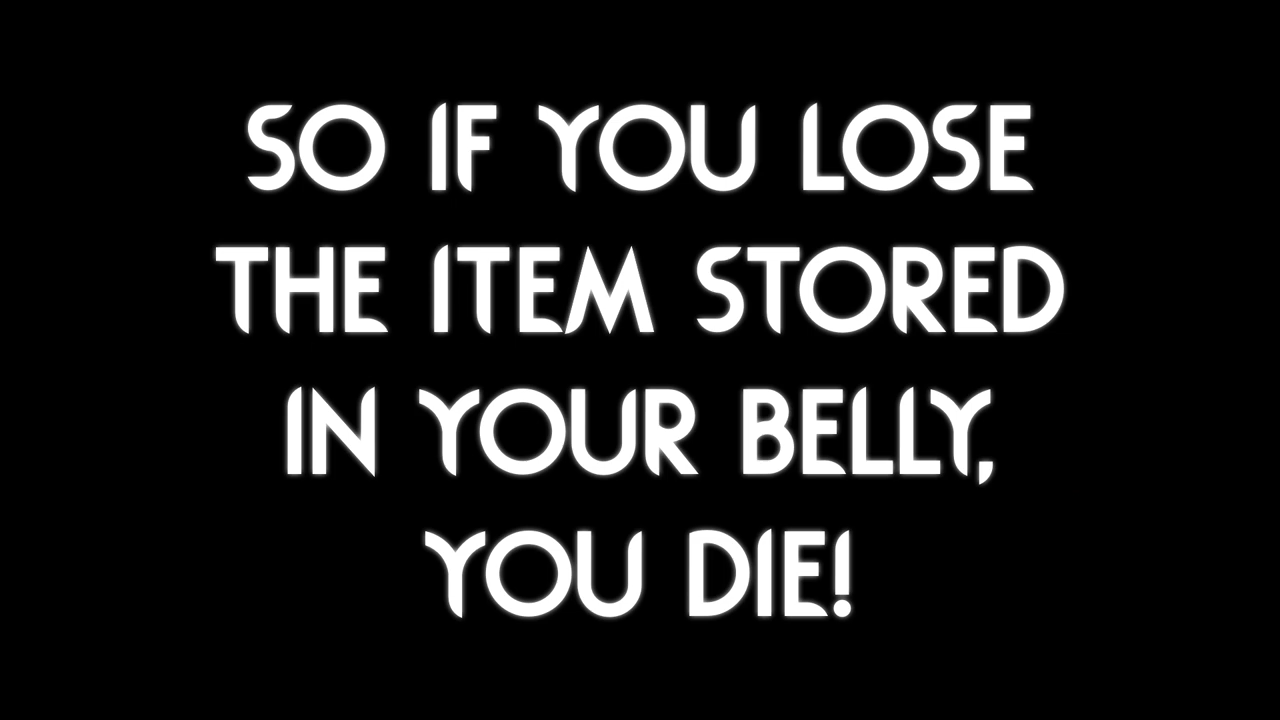 SO IF YOU LOSE
THE ITEM STORED
IN YOUR BELLY,
YOU DIE!